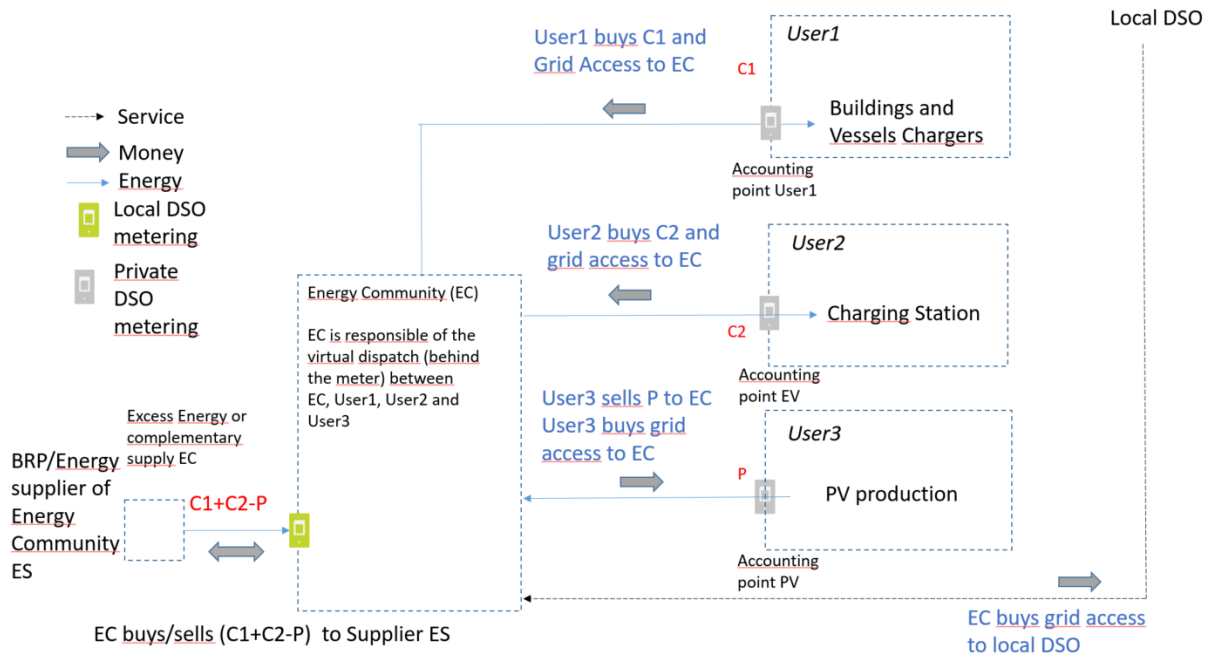 Local DSO
User1 buys C1 and
Grid Access to EC
C1
User1
Buildings and
Vessels Chargers
Accounting
point User1
Service
Money
Energy
Local DSO
metering
Private
DSO
metering
User2 buys C2 and
grid access to EC
C2
User2
Charging Station
Accounting
point EV
Energy Community (EC)
EC is responsible of the
virtual dispatch (behind
the meter) between
EC, User1, User2 and
User3
User3 sells P to EC
User3 buys grid
access to EC
P
User3
PV production
Accounting
point PV
Excess Energy or
complementary
supply EC
BRP/Energy
supplier of
Energy
Community
ES
C1+C2-P
EC buys/sells (C1+C2-P) to Supplier ES
EC buys grid access
to local DSO